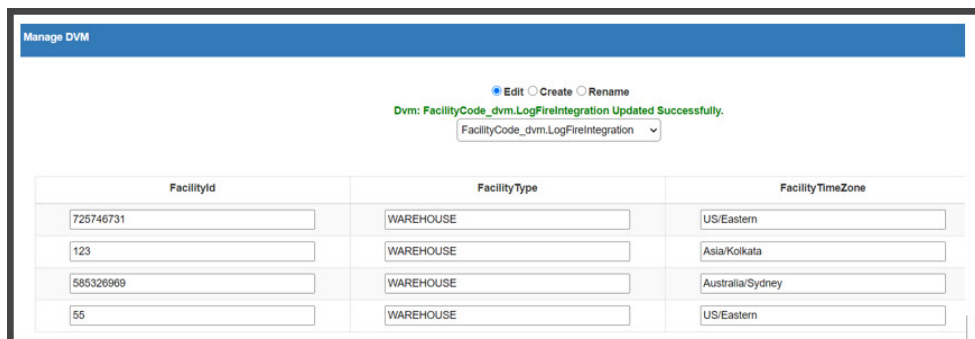 Manage DVM
Edit Create Rename
Dvm: FacilityCode_dvm.LogFireIntegration Updated Successfully.
FacilityCode_dvm.LogFireIntegration
FacilityId FacilityType FacilityTimeZone
725746731 WAREHOUSE US/Eastern
123 WAREHOUSE Asia/Kolkata
585326969 WAREHOUSE Australia/Sydney
55 WAREHOUSE US/Eastern